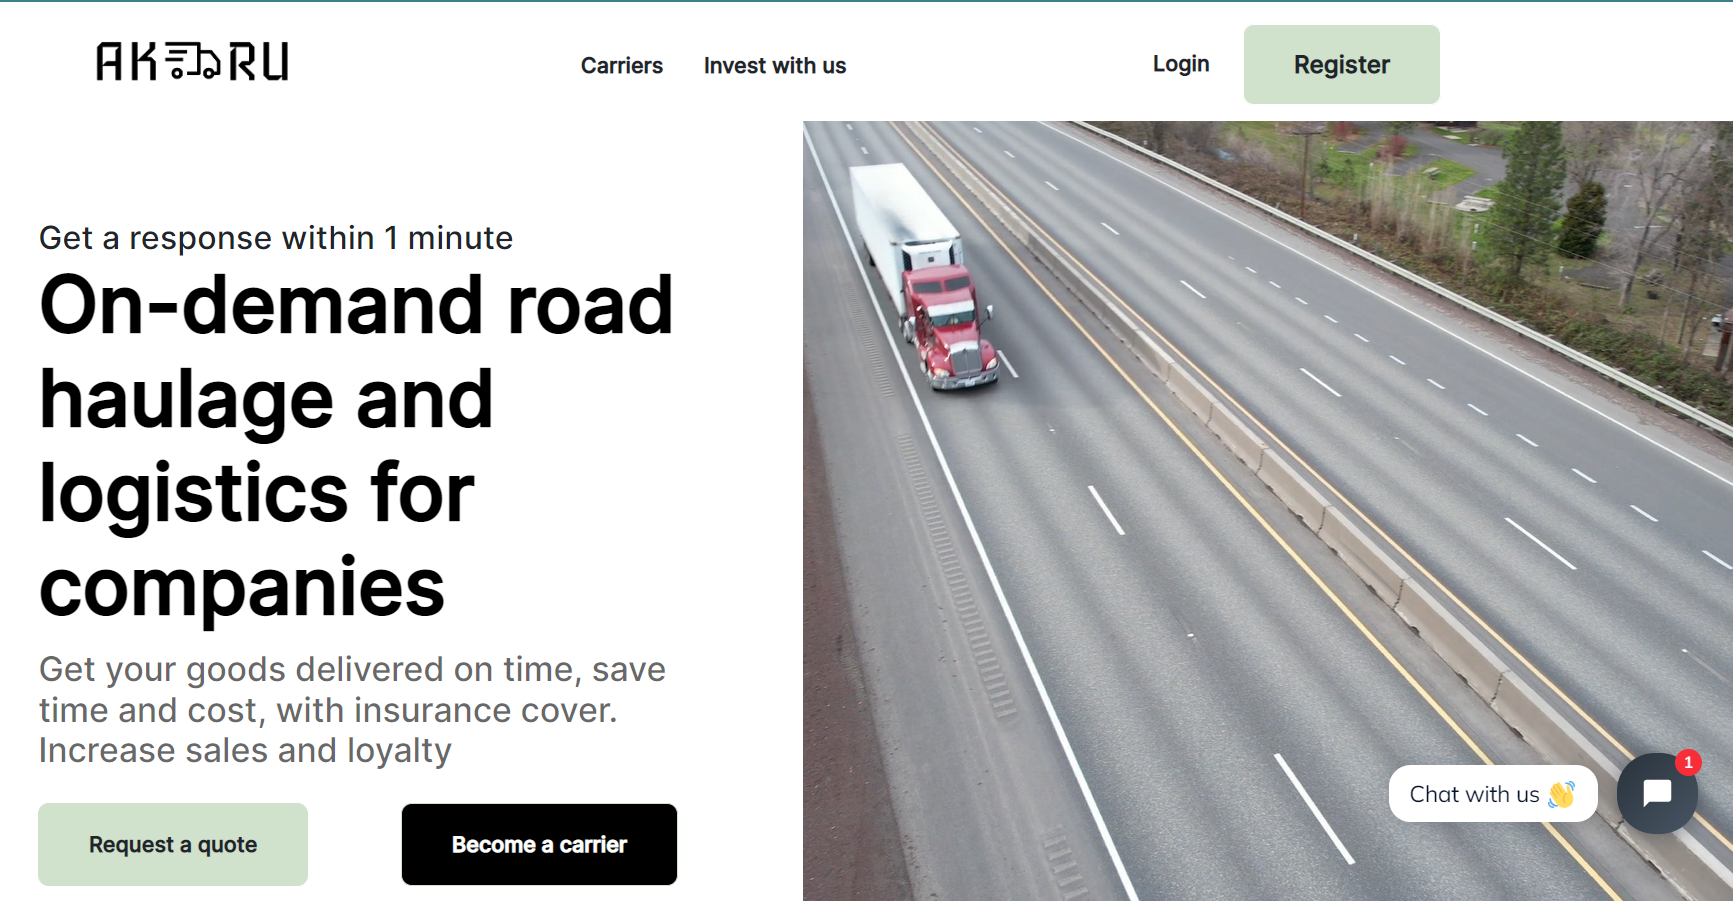 AKORU
Carriers
Invest with us
Login
Register
Get a response within 1 minute
On-demand road
haulage and
logistics for
companies
Get your goods delivered on time, save
time and cost, with insurance cover.
Increase sales and loyalty
Request a quote
Become a carrier
Chat with us 👋
1